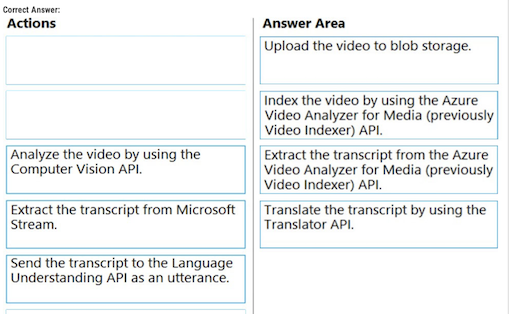 Correct Answer:
Actions
Answer Area
Upload the video to blob storage.
Index the video by using the Azure
Video Analyzer for Media (previously
Video Indexer) API.
Analyze the video by using the
Computer Vision API.
Extract the transcript from the Azure
Video Analyzer for Media (previously
Video Indexer) API.
Extract the transcript from Microsoft
Stream.
Translate the transcript by using the
Translator API.
Send the transcript to the Language
Understanding API as an utterance.